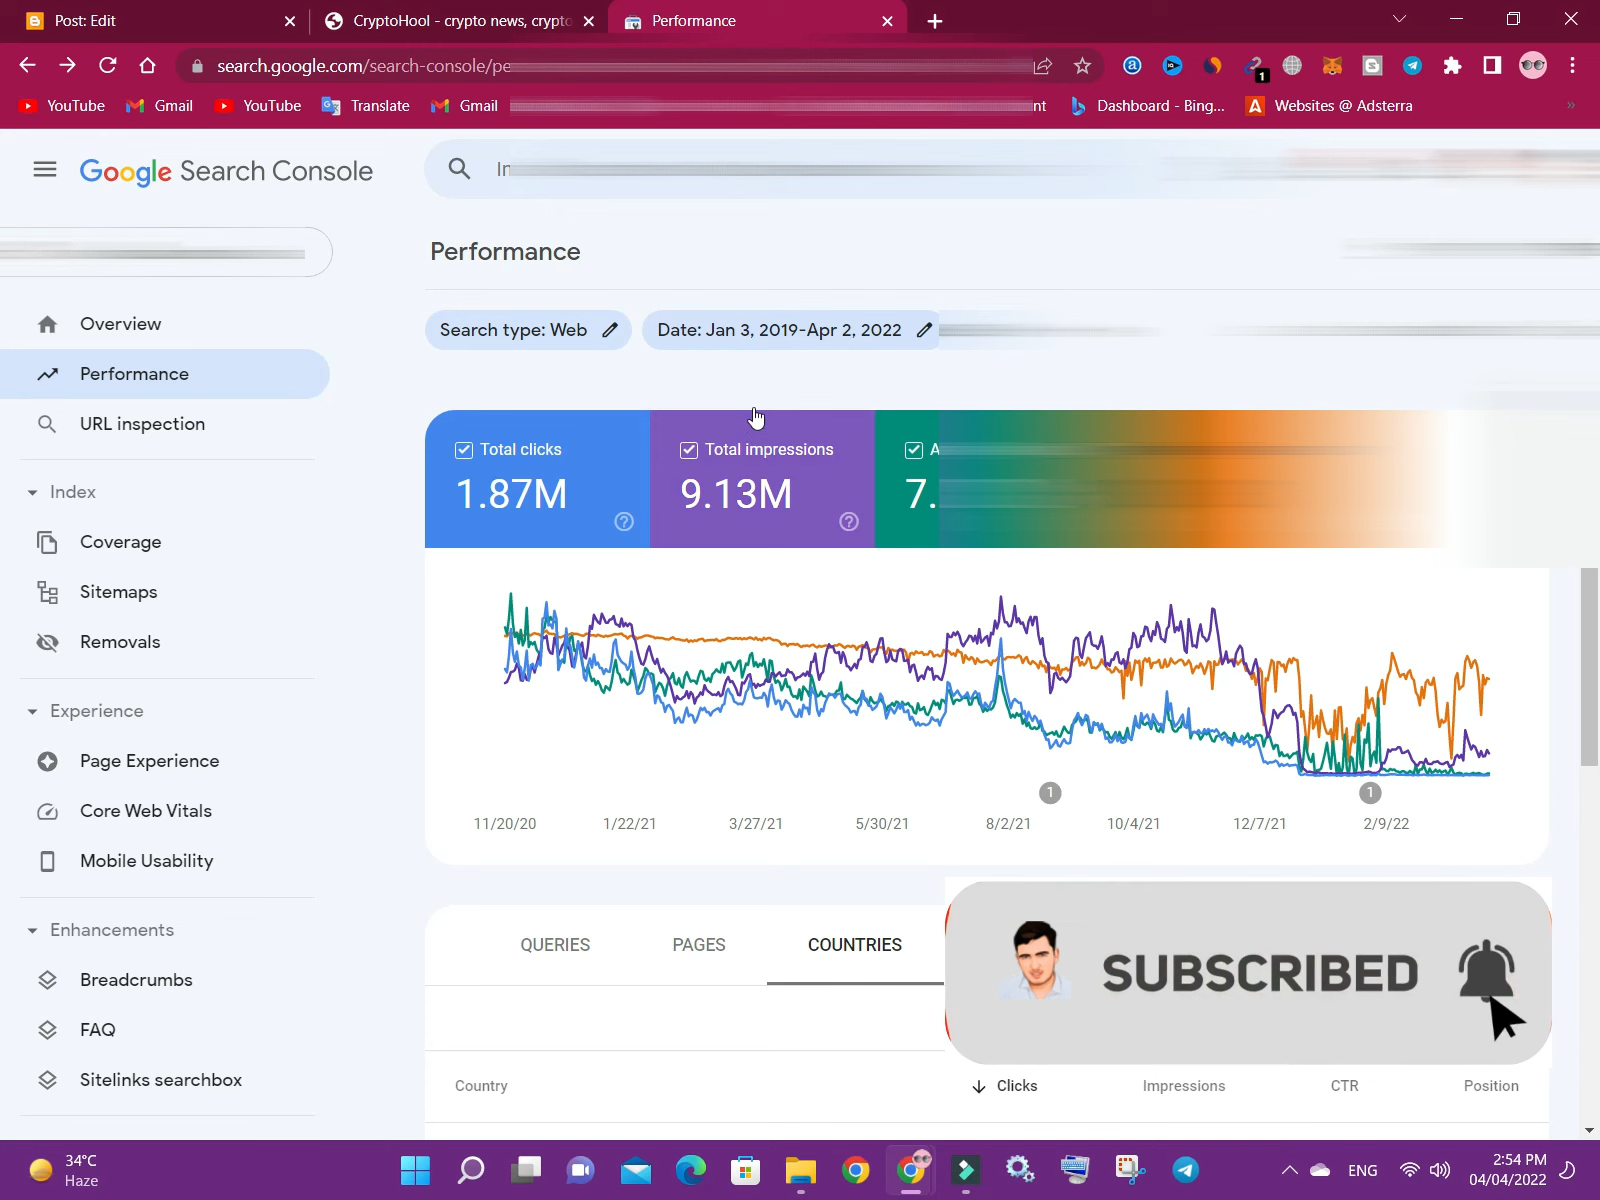 Post: Edit
CryptoHool - crypto news, crypto
Performance
search.google.com/search-console/pe
1
YouTube
Gmail
YouTube
Translate
Gmail
nt
Dashboard - Bing...
Websites @ Adsterra
Google Search Console
Performance
Search type: Web
Date: Jan 3, 2019-Apr 2, 2022
Overview
Performance
URL inspection
Index
Coverage
Sitemaps
Removals
Experience
Page Experience
Core Web Vitals
Mobile Usability
Enhancements
Breadcrumbs
FAQ
Sitelinks searchbox
Total clicks
1.87M
Total impressions
9.13M
A
7.
1
1
11/20/20
1/22/21
3/27/21
5/30/21
8/2/21
10/4/21
12/7/21
2/9/22
QUERIES
PAGES
COUNTRIES
SUBSCRIBED
Country
Clicks
Impressions
CTR
Position
34°C
Haze
ENG
2:54 PM
04/04/2022